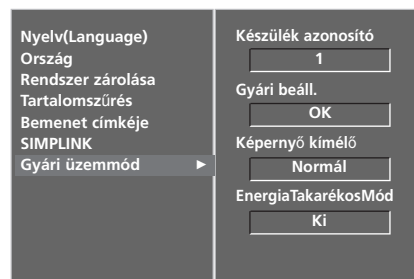 Nyelv(Language)
Ország
Rendszer zárolása
Tartalomszűrés
Bemenet címkéje
SIMPLINK
Gyári üzemmód ►
Készülék azonosító
1
Gyári beáll.
OK
Képernyő kímélő
Normál
EnergiaTakarékosMód
Ki